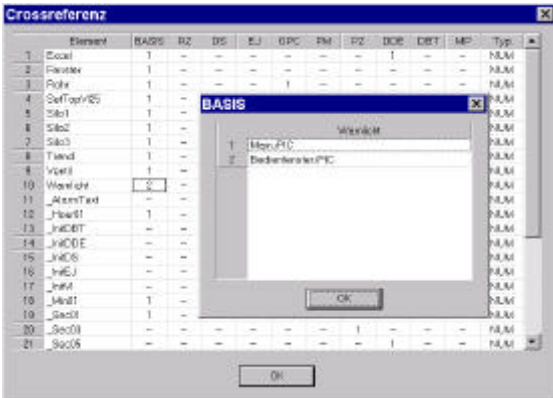 Crossreferenz
Element BASIS RZ DS EJ OPC PM PZ DDE DBT MP Typ.
1 Excel 1 – – – – – – 1 – – NUM
2 Fenster 1 – – – – – – – – – NUM
3 Rohr 1 – – – 1 – – – – – NUM
4 1 – NUM
BASIS
5 Silo1 1 – NUM
6 Silo2 1 – NUM
7 Silo3 1 – NUM
8 Trend 1 – NUM
9 Ventil 1 – NUM
10 Warnlicht 2 – NUM
11 _AlarmText – – NUM
12 _Hour01 1 – NUM
13 _InitDBT – – NUM
14 _InitDDE – – NUM
15 _InitDS – – NUM
16 _InitEJ – – NUM
17 – – NUM
18 _Min01 1 – NUM
19 _Sec01 1 – NUM
20 – – – – – – 1 – – – NUM
21 _Sec05 – – – – – – – 1 – – NUM
Warnlicht
1
2 Bedienfenster.PIC
OK
OK